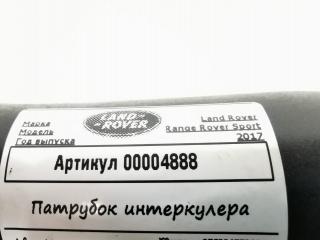 Марка Land Rover
Модель Range Rover Sport
Год выпуска 2017
LAND-
ROVER
Артикул 00004888
Патрубок интеркулера